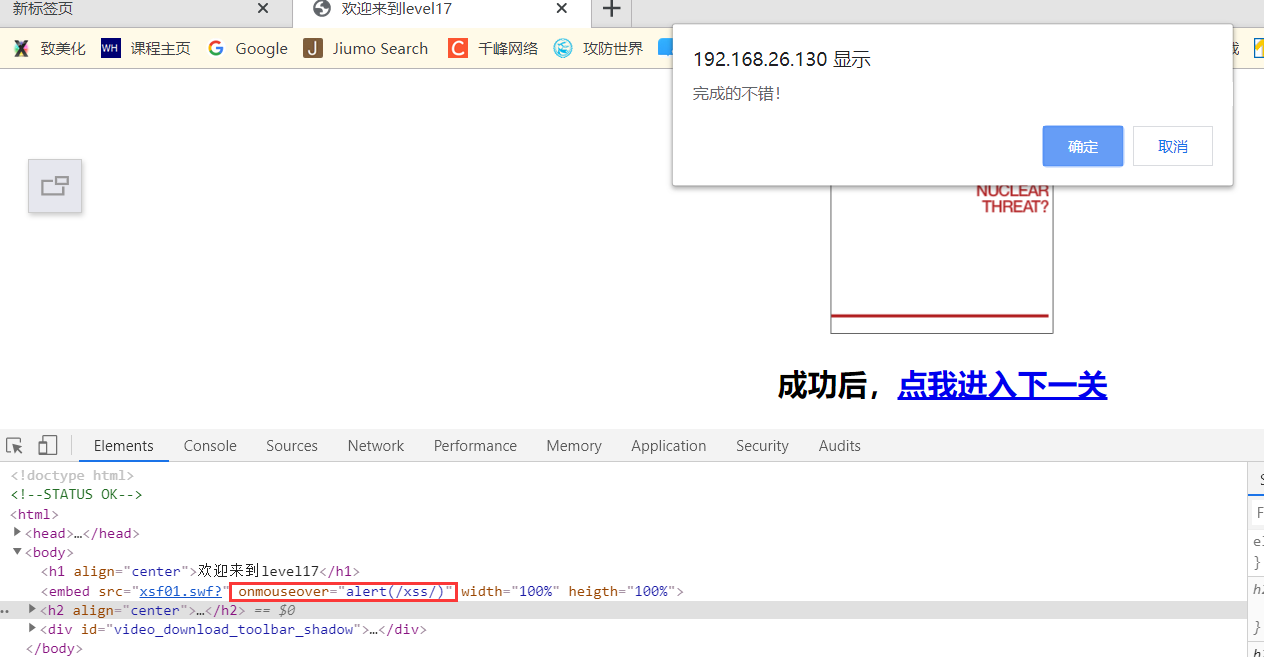 新标签页 欢迎来到level17
致美化 WH 课程主页 G Google J Jiumo Search C 千峰网络 攻防世界
192.168.26.130 显示
完成的不错!
确定 取消
NUCLEAR
THREAT?
成功后，点我进入下一关
Elements Console Sources Network Performance Memory Application Security Audits
<!doctype html>
<!--STATUS OK-->
<html>
<head>…</head>
<body>
<h1 align="center">欢迎来到level17</h1>
<embed src="xsf01.swf?" onmouseover="alert(/xss/)" width="100%" heigth="100%">
<h2 align="center">…</h2> == $0
<div id="video_download_toolbar_shadow">…</div>
</body>